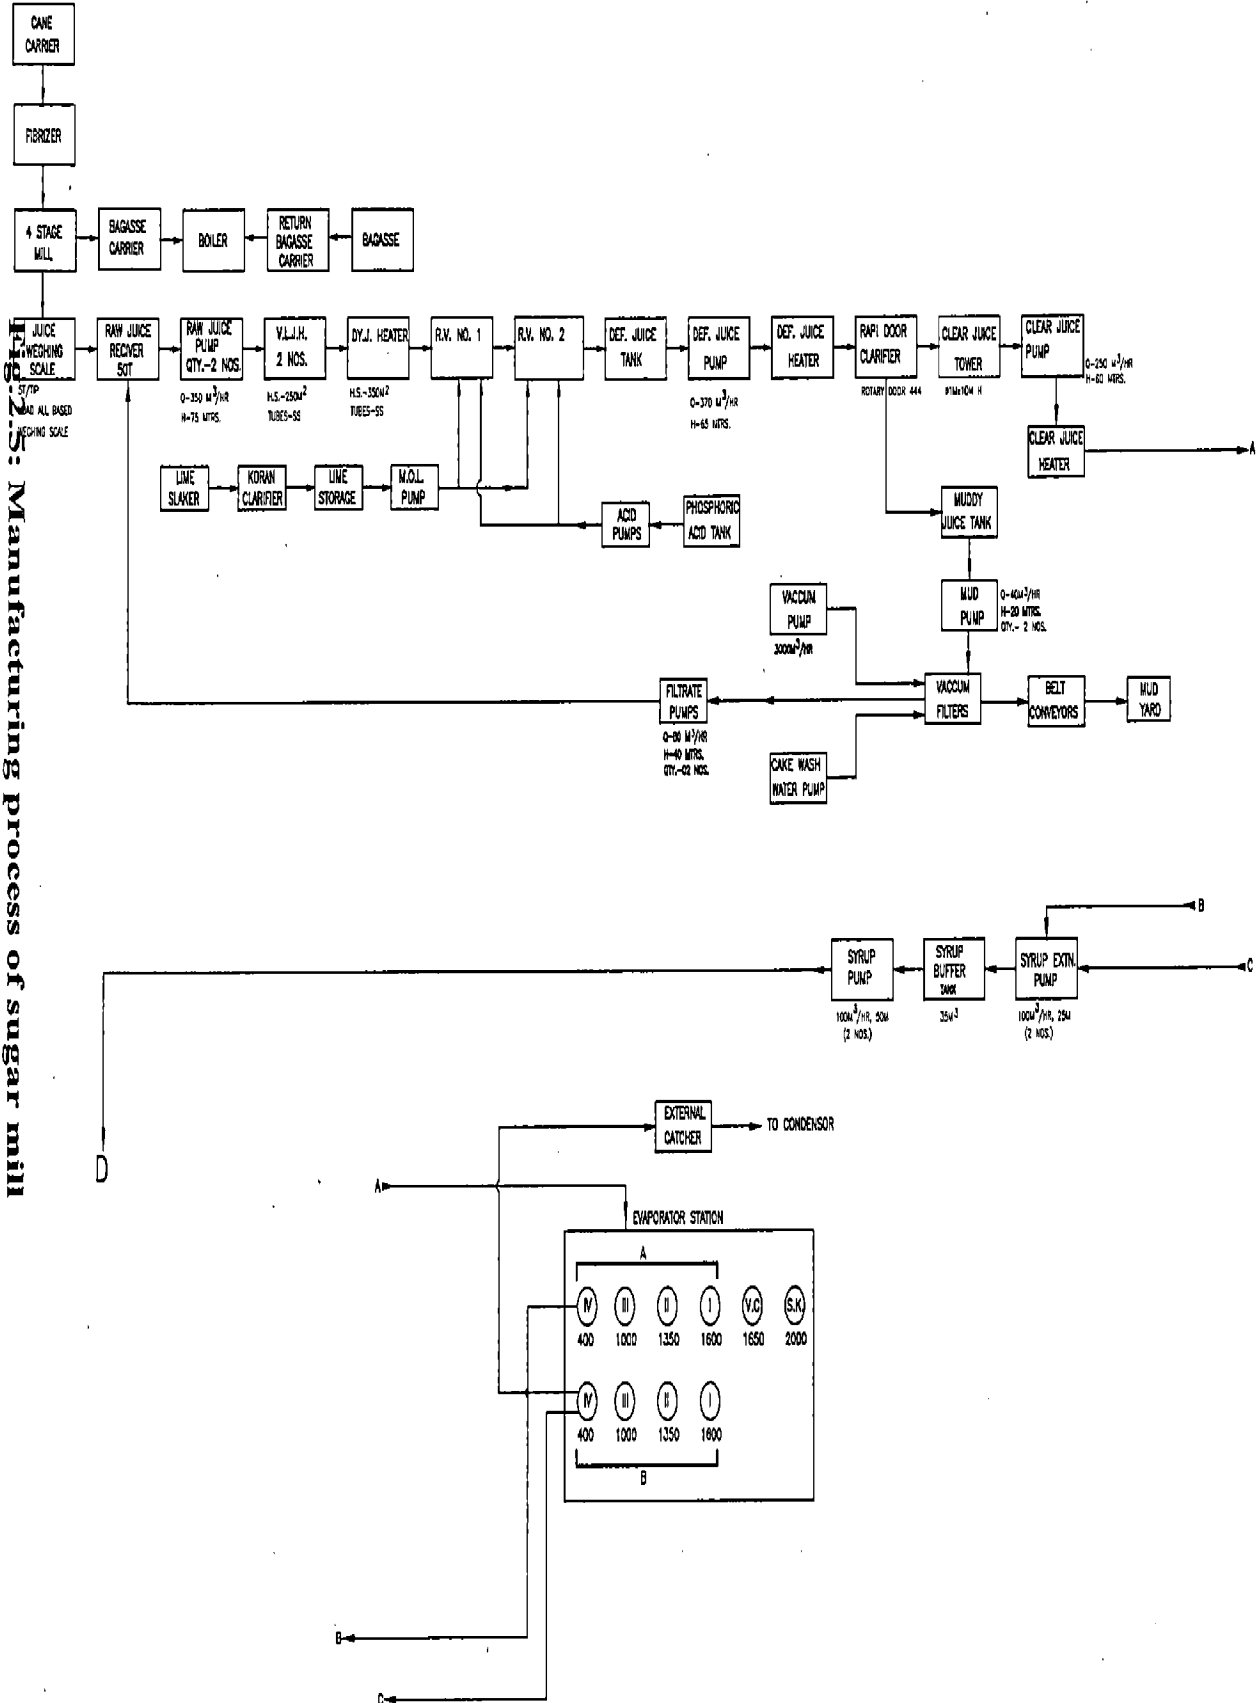 CANE
CARRIER
FIBRIZER
4 STAGE
MILL
BAGASSE
CARRIER
BOILER
RETURN
BAGASSE
CARRIER
BAGASSE
JUICE
WEGHING
SCALE
5T/TIP
ALL BASED
SCALE
RAW JUICE
RECIVER
50T
RAW JUICE
PUMP
QTY.-2 NOS.
Q-350 M³/HR
H-75 MTRS.
V.L.J.H.
2 NOS.
H.S.-250M²
TUBES-SS
DY.J. HEATER
H.S.-350M²
TUBES-SS
R.V. NO. 1
R.V. NO. 2
DEF. JUICE
TANK
DEF. JUICE
PUMP
Q-370 M³/HR
H-65 MTRS.
DEF. JUICE
HEATER
RAPI DOOR
CLARIFIER
ROTARY DOOR 444
CLEAR JUICE
TOWER
CLEAR JUICE
PUMP
Q-250 M³/HR
H-60 MTRS.
CLEAR JUICE
HEATER
A
LIME
SLAKER
KORAN
CLARIFIER
LIME
STORAGE
M.O.L.
PUMP
ACID
PUMPS
PHOSPHORIC
ACID TANK
MUDDY
JUICE TANK
MUD
PUMP
Q-40M³/HR
H-20 MTRS.
QTY.- 2 NOS.
VACCUM
PUMP
3000M³/HR
FILTRATE
PUMPS
Q-80 M³/HR
H-40 MTRS.
QTY.-02 NOS.
VACCUM
FILTERS
BELT
CONVEYORS
MUD
YARD
CAKE WASH
WATER PUMP
Fig. 2.5: Manufacturing process of sugar mill
B
C
SYRUP EXTN.
PUMP
100M³/HR, 25M
(2 NOS.)
SYRUP
BUFFER
TANK
35M³
SYRUP
PUMP
100M³/HR, 50M
(2 NOS.)
D
EXTERNAL
CATCHER
TO CONDENSOR
A
EVAPORATOR STATION
A
IV III II I V.C S.K.
400 1000 1350 1600 1650 2000
IV III II I
400 1000 1350 1600
B
B
C